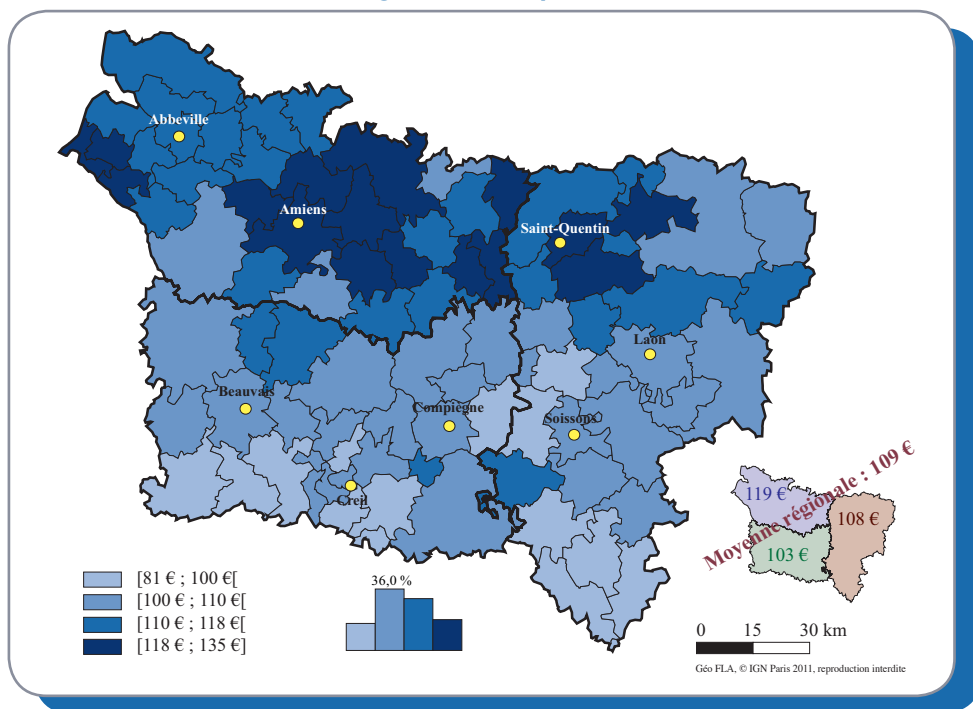 Abbeville
Amiens
Saint-Quentin
Laon
Beauvais
Compiègne
Soissons
Creil
119 €
108 €
103 €
Moyenne régionale : 109 €
[81 € ; 100 €[
[100 € ; 110 €[
[110 € ; 118 €[
[118 € ; 135 €]
36,0 %
0 15 30 km
Géo FLA, © IGN Paris 2011, reproduction interdite